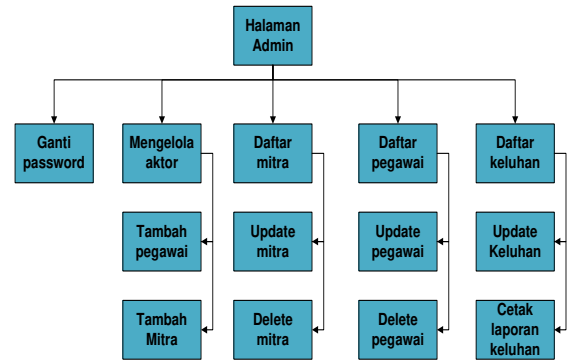 Halaman
Admin
Ganti
password
Mengelola
aktor
Daftar
mitra
Daftar
pegawai
Daftar
keluhan
Tambah
pegawai
Update
mitra
Update
pegawai
Update
Keluhan
Tambah
Mitra
Delete
mitra
Delete
pegawai
Cetak
laporan
keluhan